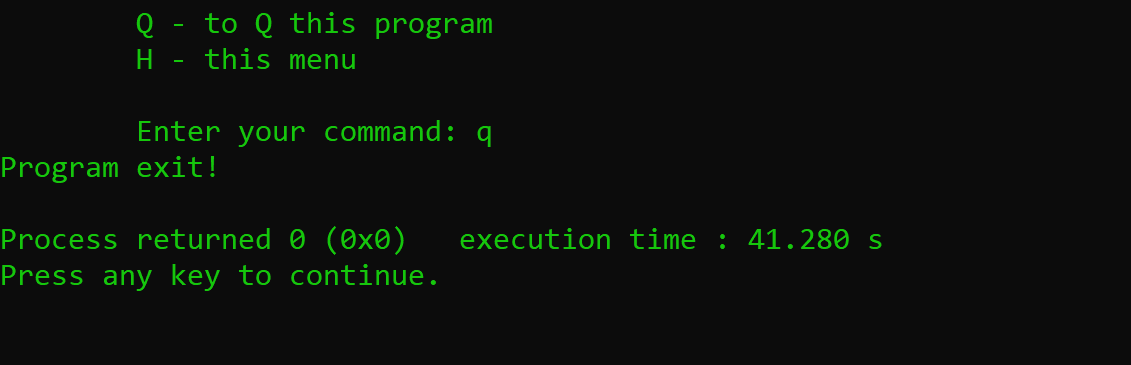 Q - to Q this program
H - this menu
Enter your command: q
Program exit!
Process returned 0 (0x0)   execution time : 41.280 s
Press any key to continue.